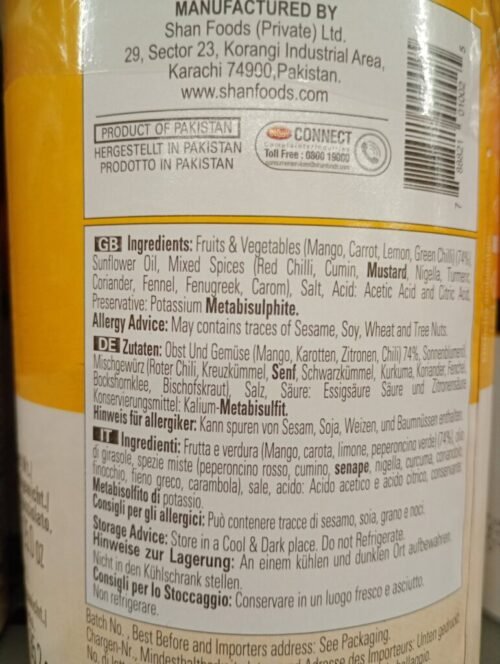 MANUFACTURED BY
Shan Foods (Private) Ltd.
29, Sector 23, Korangi Industrial Area,
Karachi 74900,Pakistan.
www.shanfoods.com
PRODUCT OF PAKISTAN
HERGESTELLT IN PAKISTAN
PRODOTTO IN PAKISTAN
CONNECT
Toll Free : 0800 19000
GB Ingredients: Fruits & Vegetables (Mango, Carrot, Lemon, Green Chilli) (74%),
Sunflower Oil, Mixed Spices (Red Chilli, Cumin, Mustard, Nigella, Turmeric,
Coriander, Fennel, Fenugreek, Carom), Salt, Acid: Acetic Acid and Citric Acid,
Preservative: Potassium Metabisulphite.
Allergy Advice: May contains traces of Sesame, Soy, Wheat and Tree Nuts.
DE Zutaten: Obst Und Gemüse (Mango, Karotten, Zitronen, Chili) 74%, Sonnenblumenöl,
Mischgewürz (Roter Chili, Kreuzkümmel, Senf, Schwarzkümmel, Kurkuma, Koriander, Fenchel,
Bockshornklee, Bischofskraut), Salz, Säure: Essigsäure Säure und Zitronensäure
Konservierungsmittel: Kalium-Metabisulfit.
Hinweis für allergiker: Kann spuren von Sesam, Soja, Weizen, und Baumnüssen enthalten.
IT Ingredienti: Frutta e verdura (Mango, carota, limone, peperoncino verde) (74%), olio
di girasole, spezie miste (peperoncino rosso, cumino, senape, nigella, curcuma, coriandolo,
finocchio, fieno greco, carambola), sale, acido: Acido acetico e acido citrico, conservante:
Metabisolfito di potassio.
Consigli per gli allergici: Può contenere tracce di sesamo, soia, grano e noci.
Storage Advice: Store in a Cool & Dark place. Do not Refrigerate.
Hinweise zur Lagerung: An einem kühlen und dunklen Ort aufbewahren.
Nicht in den Kühlschrank stellen.
Consigli per lo Stoccaggio: Conservare in un luogo fresco e asciutto.
Non refrigerare.
Batch No. , Best Before and Importers address: See Packaging.
Chargen-Nr., Mindesthaltbarkeit Adresse des Importeurs: Unten gedruckt.